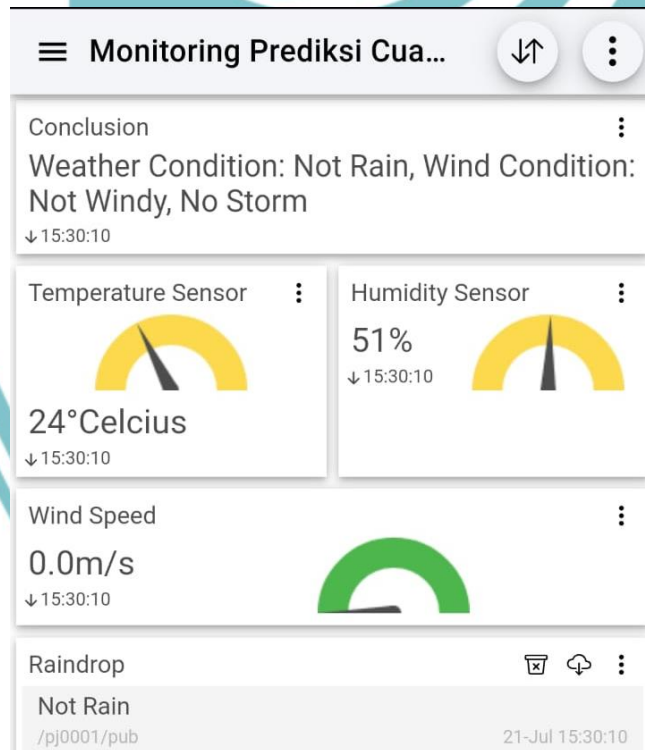 Monitoring Prediksi Cua...
Conclusion
Weather Condition: Not Rain, Wind Condition:
Not Windy, No Storm
↓15:30:10
Temperature Sensor
24°Celcius
↓15:30:10
Humidity Sensor
51%
↓15:30:10
Wind Speed
0.0m/s
↓15:30:10
Raindrop
Not Rain
/pj0001/pub 21-Jul 15:30:10